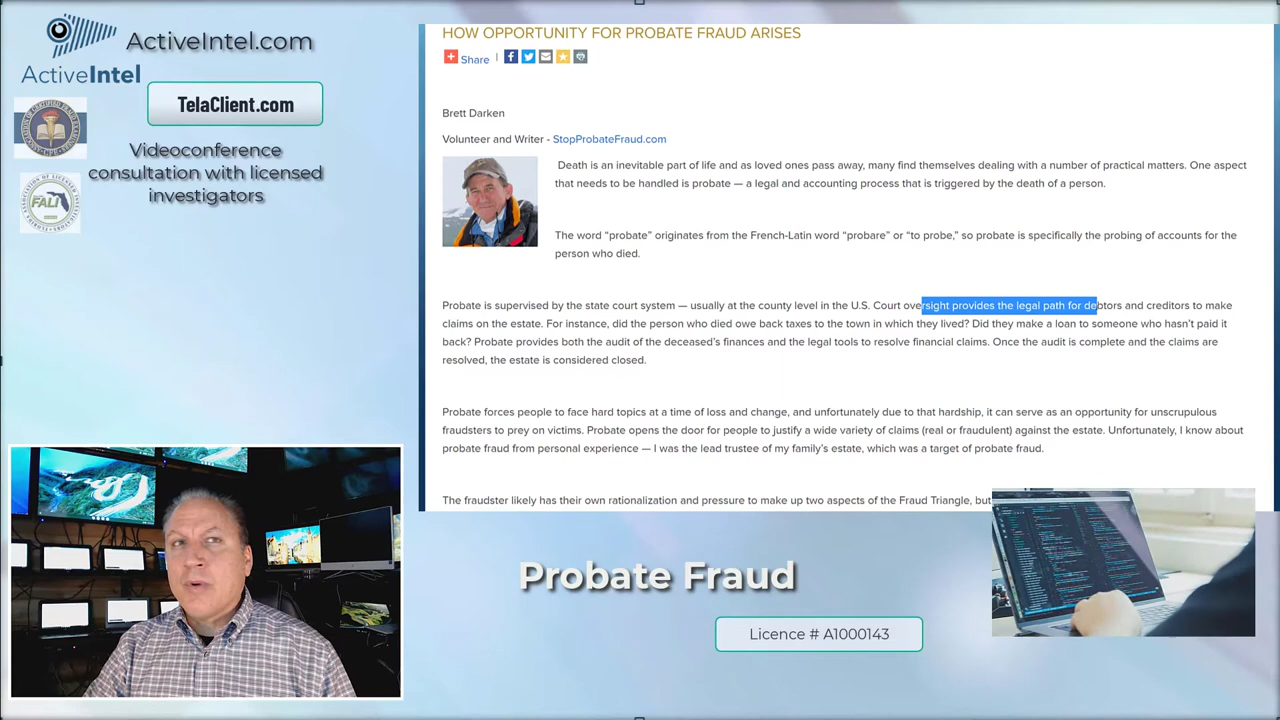 ActiveIntel.com
ActiveIntel
TelaClient.com
Videoconference
consultation with licensed
investigators
FALI
HOW OPPORTUNITY FOR PROBATE FRAUD ARISES
Share |
Brett Darken
Volunteer and Writer - StopProbateFraud.com
Death is an inevitable part of life and as loved ones pass away, many find themselves dealing with a number of practical matters. One aspect
that needs to be handled is probate — a legal and accounting process that is triggered by the death of a person.
The word “probate” originates from the French-Latin word “probare” or “to probe,” so probate is specifically the probing of accounts for the
person who died.
Probate is supervised by the state court system — usually at the county level in the U.S. Court oversight provides the legal path for debtors and creditors to make
claims on the estate. For instance, did the person who died owe back taxes to the town in which they lived? Did they make a loan to someone who hasn’t paid it
back? Probate provides both the audit of the deceased’s finances and the legal tools to resolve financial claims. Once the audit is complete and the claims are
resolved, the estate is considered closed.
Probate forces people to face hard topics at a time of loss and change, and unfortunately due to that hardship, it can serve as an opportunity for unscrupulous
fraudsters to prey on victims. Probate opens the door for people to justify a wide variety of claims (real or fraudulent) against the estate. Unfortunately, I know about
probate fraud from personal experience — I was the lead trustee of my family’s estate, which was a target of probate fraud.
The fraudster likely has their own rationalization and pressure to make up two aspects of the Fraud Triangle, but
Probate Fraud
Licence # A1000143